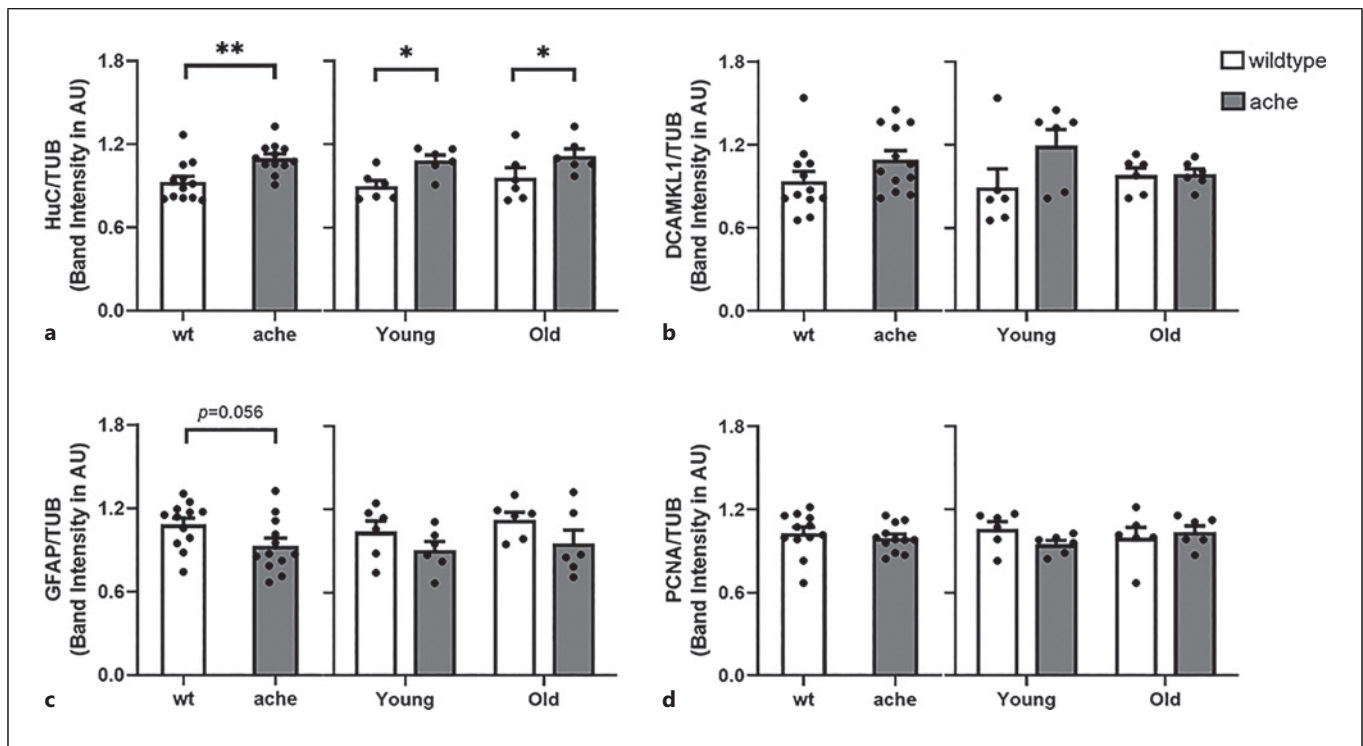 1.8
1.2
0.6
0.0
HuC/TUB
(Band Intensity in AU)
**
*
*
wt
ache
Young
Old
a
1.8
1.2
0.6
0.0
DCAMKL1/TUB
(Band Intensity in AU)
wt
ache
Young
Old
b
wildtype
ache
1.8
1.2
0.6
0.0
GFAP/TUB
(Band Intensity in AU)
p=0.056
wt
ache
Young
Old
c
1.8
1.2
0.6
0.0
PCNA/TUB
(Band Intensity in AU)
wt
ache
Young
Old
d